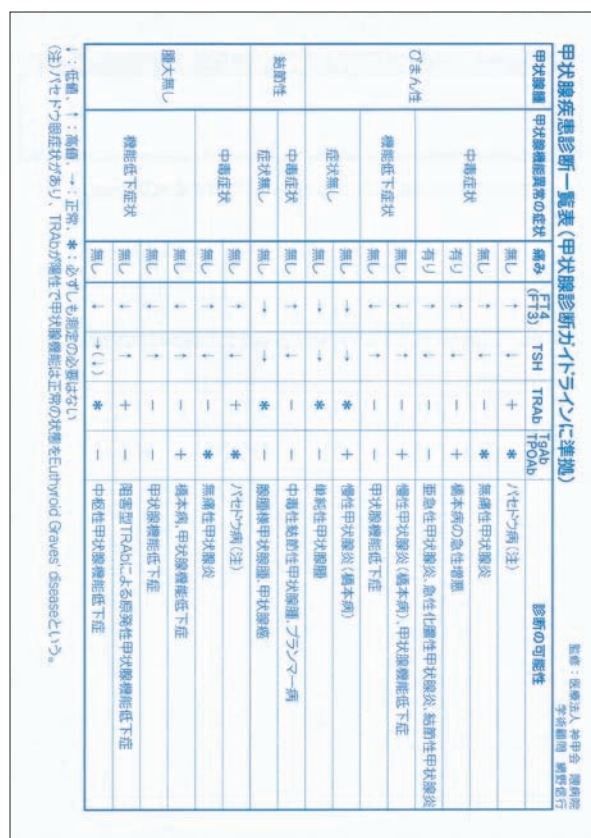 監修：医療法人 神甲会 隈病院
学術顧問 網野信行
甲状腺疾患診断一覧表（甲状腺診断ガイドラインに準拠）
甲状腺腫 甲状腺機能異常の症状 痛み FT4(FT3) TSH TRAb TgAb TPOAb 診断の可能性
びまん性 中毒症状 無し ↑ ↓ + * バセドウ病（注）
無し ↑ ↓ − * 無痛性甲状腺炎
有り ↑ ↓ − + 橋本病の急性増悪
有り ↑ ↓ − − 亜急性甲状腺炎、急性化膿性甲状腺炎、結節性甲状腺炎
機能低下症状 無し ↓ ↑ − + 慢性甲状腺炎（橋本病）、甲状腺機能低下症
無し ↓ ↑ − − 甲状腺機能低下症
症状無し 無し → → * + 慢性甲状腺炎（橋本病）
無し → → * − 単純性甲状腺腫
結節性 中毒症状 無し ↑ ↓ − − 中毒性結節性甲状腺腫、プランマー病
症状無し 無し → → * − 腺腫様甲状腺腫、甲状腺癌
腫大無し 中毒症状 無し ↑ ↓ + * バセドウ病（注）
無し ↑ ↓ − * 無痛性甲状腺炎
機能低下症状 無し ↓ ↑ − + 橋本病、甲状腺機能低下症
無し ↓ ↑ − − 甲状腺機能低下症
無し ↓ ↑ + − 阻害型TRAbによる原発性甲状腺機能低下症
無し ↓ →(↓) * − 中枢性甲状腺機能低下症
↓：低値、↑：高値、→：正常、*：必ずしも測定の必要はない
(注)バセドウ眼症状があり、TRAbが陽性で甲状腺機能は正常の状態をEuthyroid Graves' diseaseという。